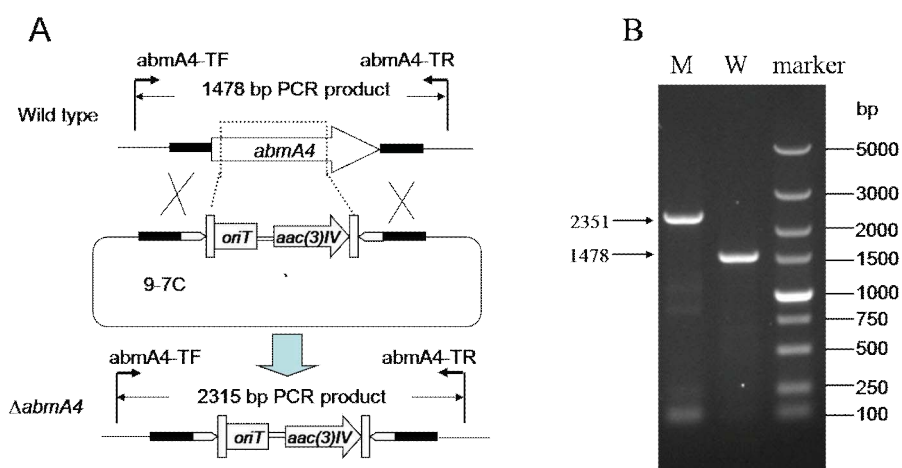 A
abmA4-TF
abmA4-TR
1478 bp PCR product
Wild type
abmA4
oriT
aac(3)IV
9-7C
abmA4-TF
abmA4-TR
2315 bp PCR product
ΔabmA4
oriT
aac(3)IV
B
M W marker
bp
5000
3000
2351
2000
1478
1500
1000
750
500
250
100